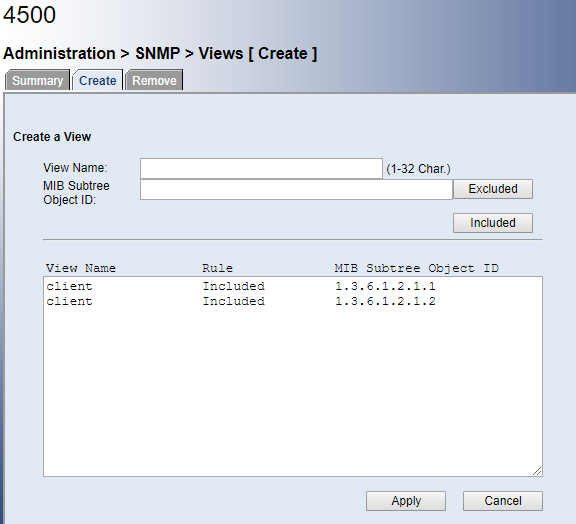 4500
Administration > SNMP > Views [ Create ]
Summary Create Remove
Create a View
View Name: (1-32 Char.)
MIB Subtree
Object ID: Excluded
Included
View Name Rule MIB Subtree Object ID
client Included 1.3.6.1.2.1.1
client Included 1.3.6.1.2.1.2
Apply Cancel